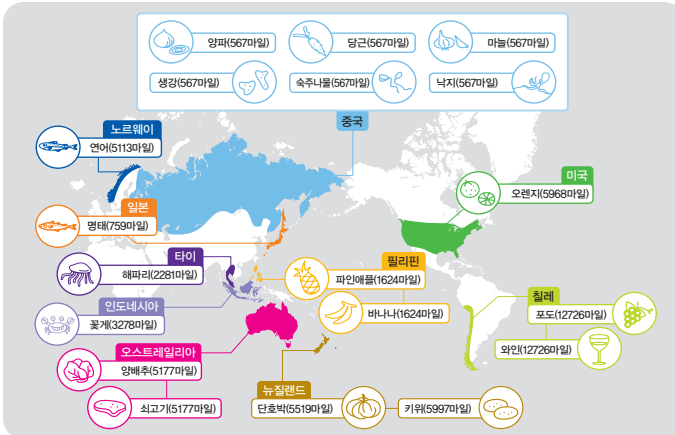 양파(567마일)
당근(567마일)
마늘(567마일)
생강(567마일)
숙주나물(567마일)
낙지(567마일)
중국
노르웨이
연어(5113마일)
미국
오렌지(5968마일)
일본
명태(759마일)
타이
해파리(2281마일)
필리핀
파인애플(1624마일)
바나나(1624마일)
인도네시아
꽃게(3278마일)
칠레
포도(12726마일)
와인(12726마일)
오스트레일리아
양배추(5177마일)
쇠고기(5177마일)
뉴질랜드
단호박(5519마일)
키위(5997마일)